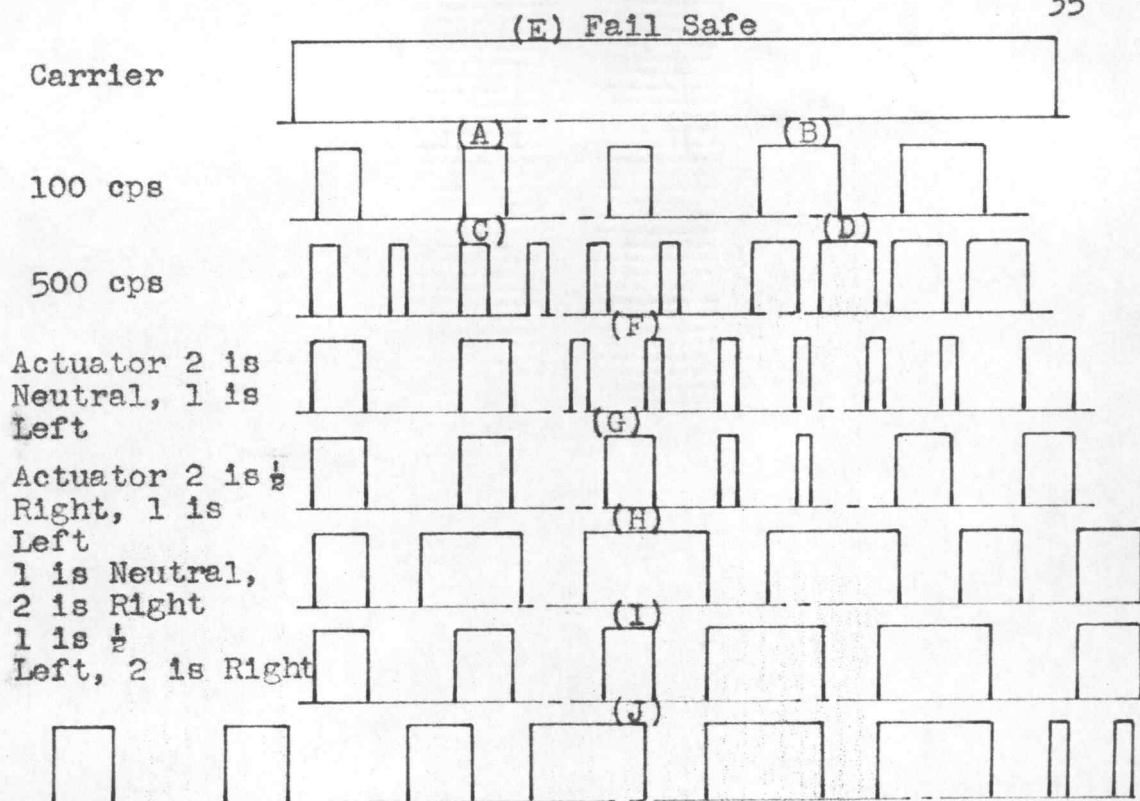 35
(E) Fail Safe
Carrier
(A) (B)
100 cps
(C) (D)
500 cps
(F)
Actuator 2 is
Neutral, 1 is
Left
(G)
Actuator 2 is ½
Right, 1 is
Left
(H)
1 is Neutral,
2 is Right
(I)
1 is ½
Left, 2 is Right
(J)